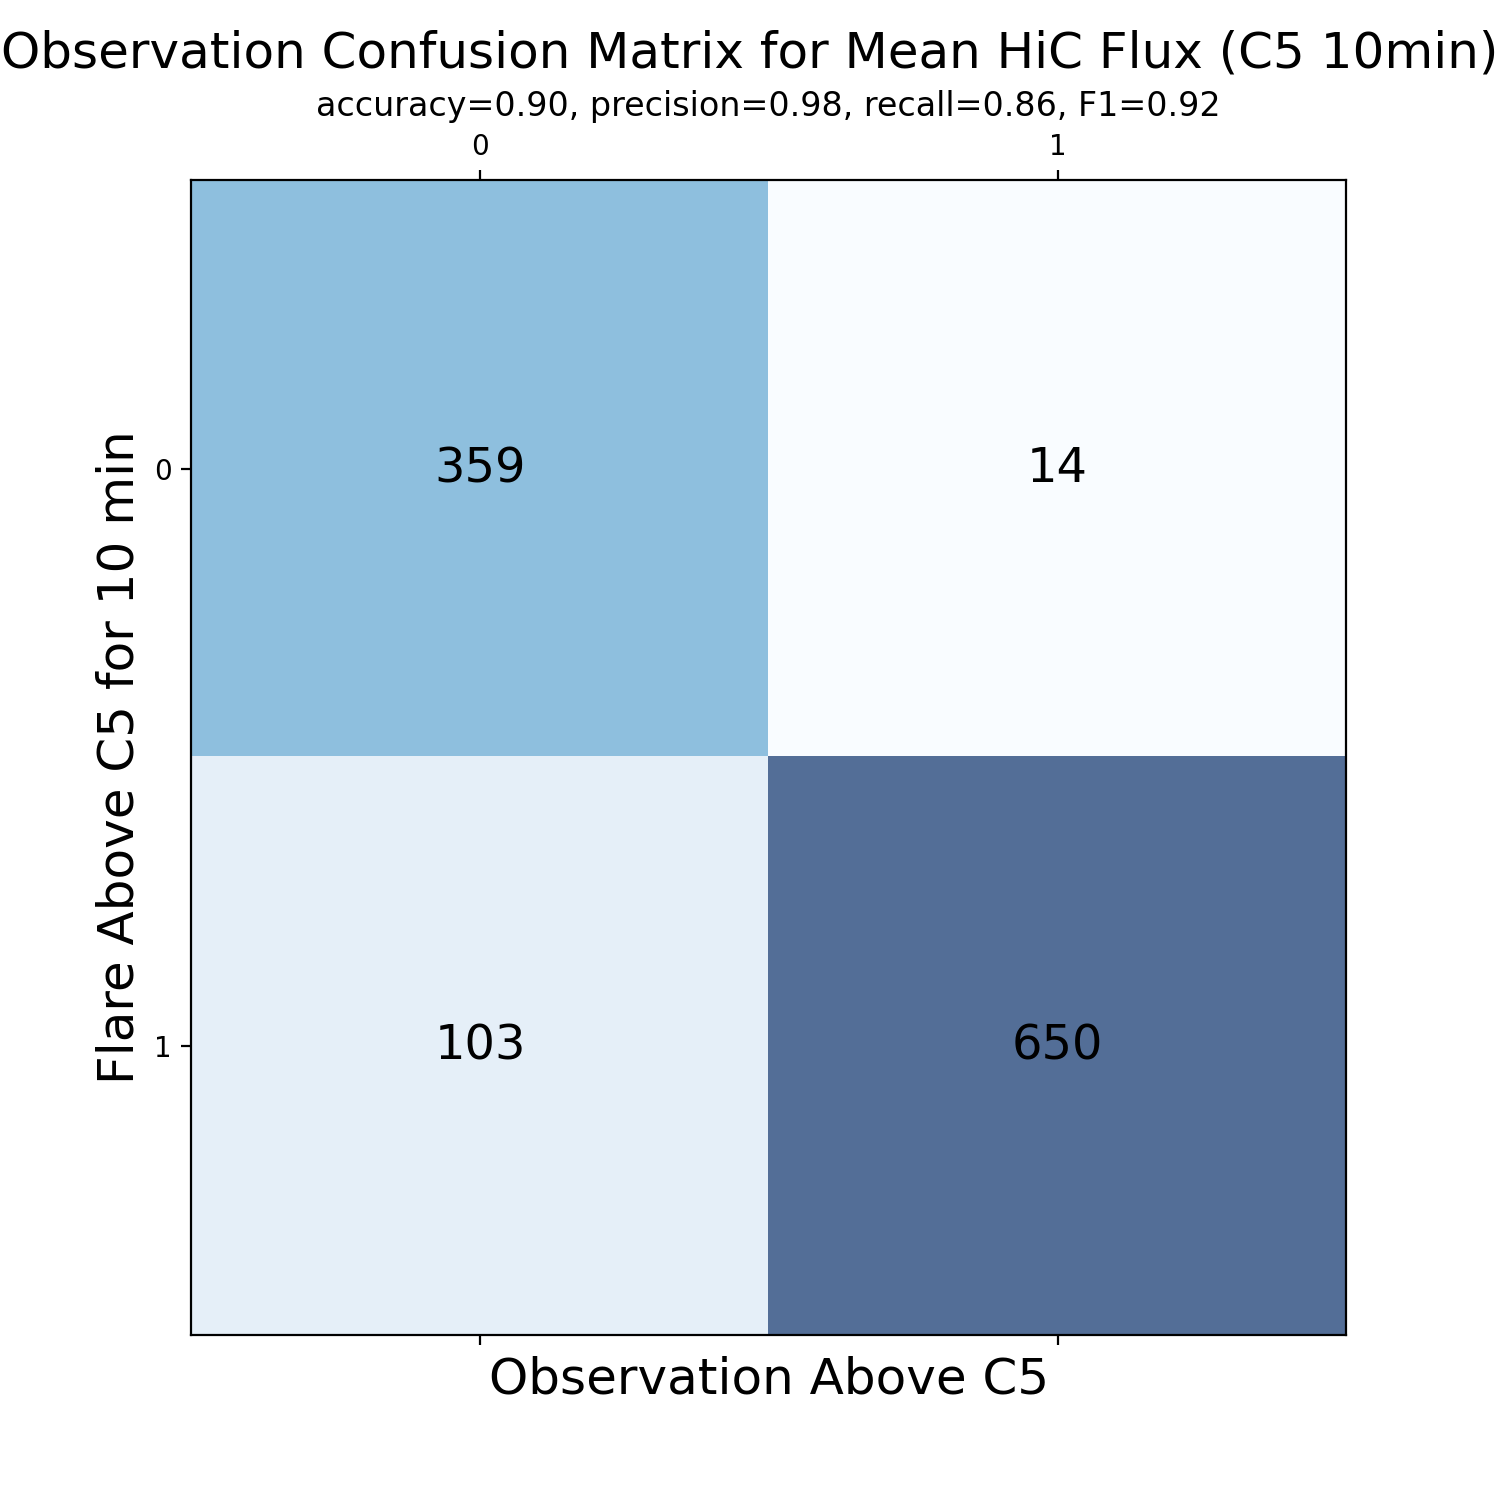 Observation Confusion Matrix for Mean HiC Flux (C5 10min)
accuracy=0.90, precision=0.98, recall=0.86, F1=0.92
0 1
Flare Above C5 for 10 min
0
359 14
1
103 650
Observation Above C5